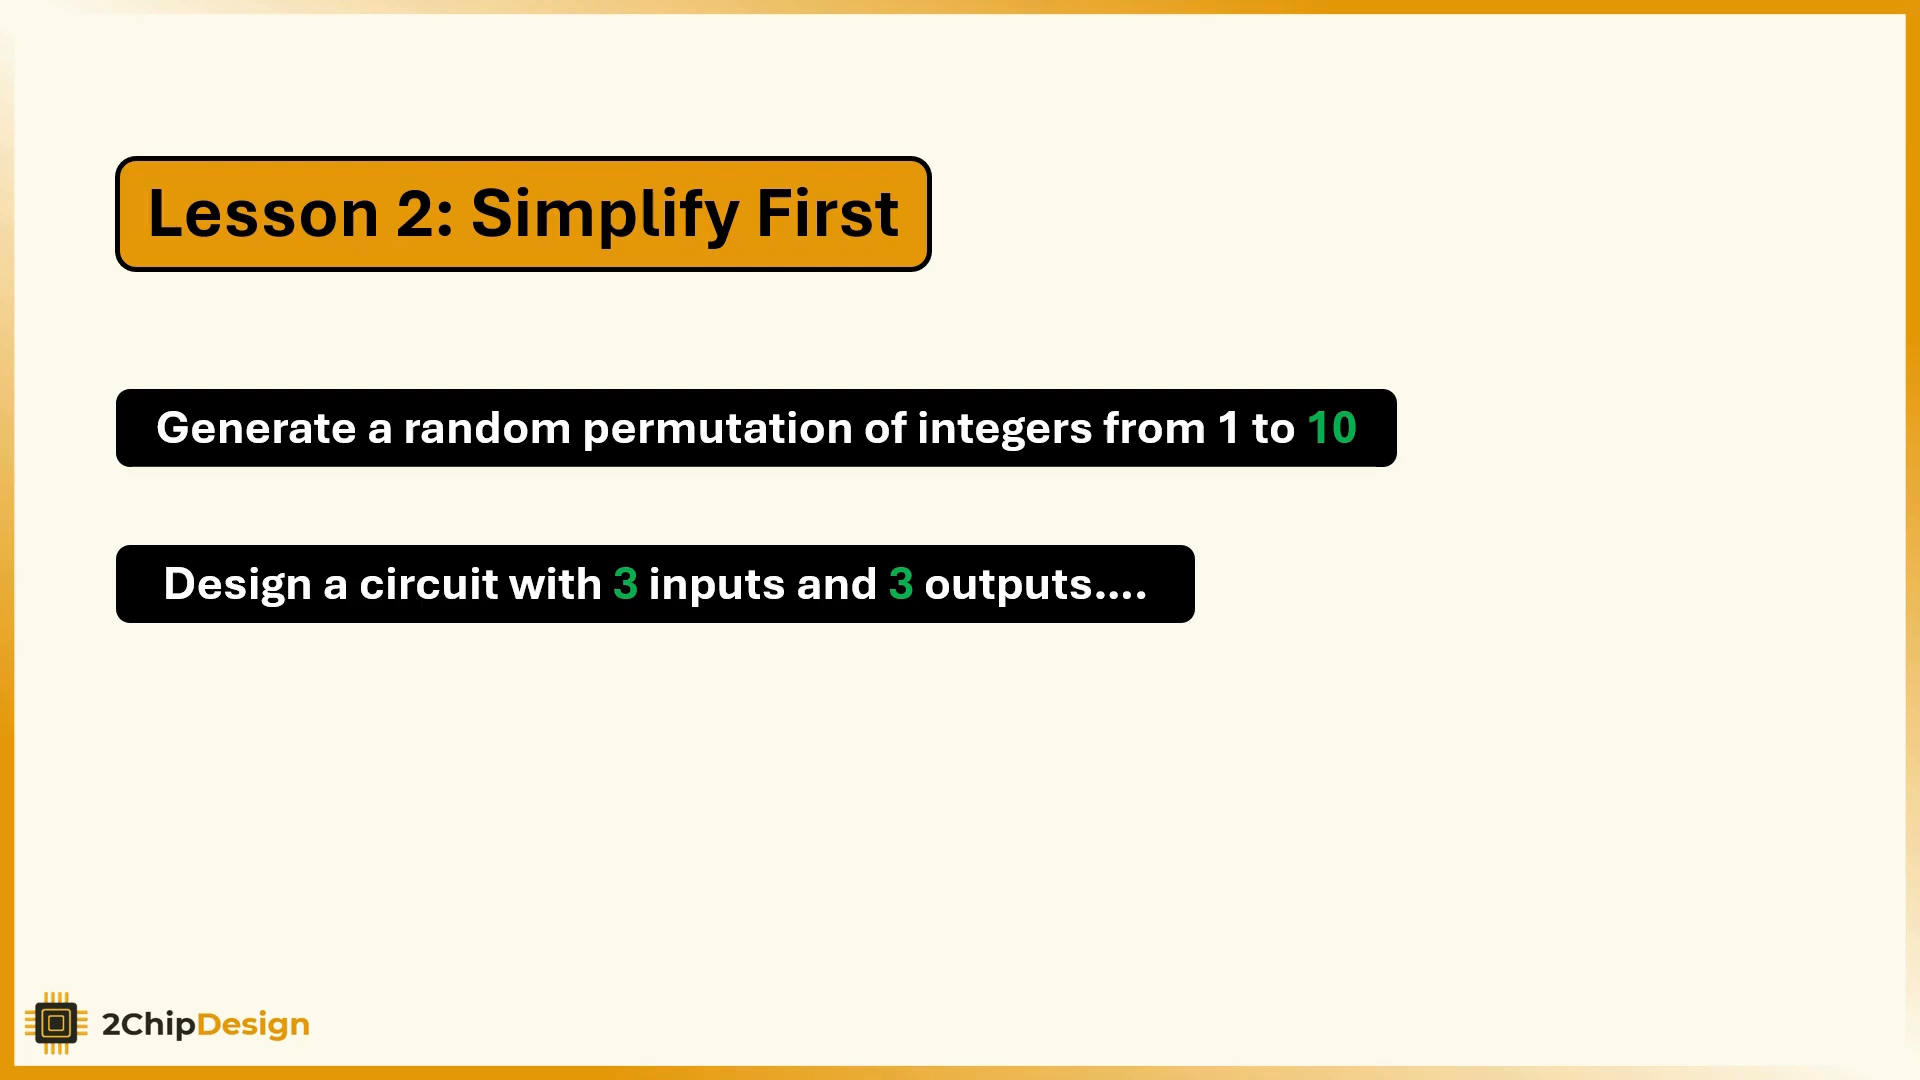 Lesson 2: Simplify First
Generate a random permutation of integers from 1 to 10
Design a circuit with 3 inputs and 3 outputs....
2ChipDesign